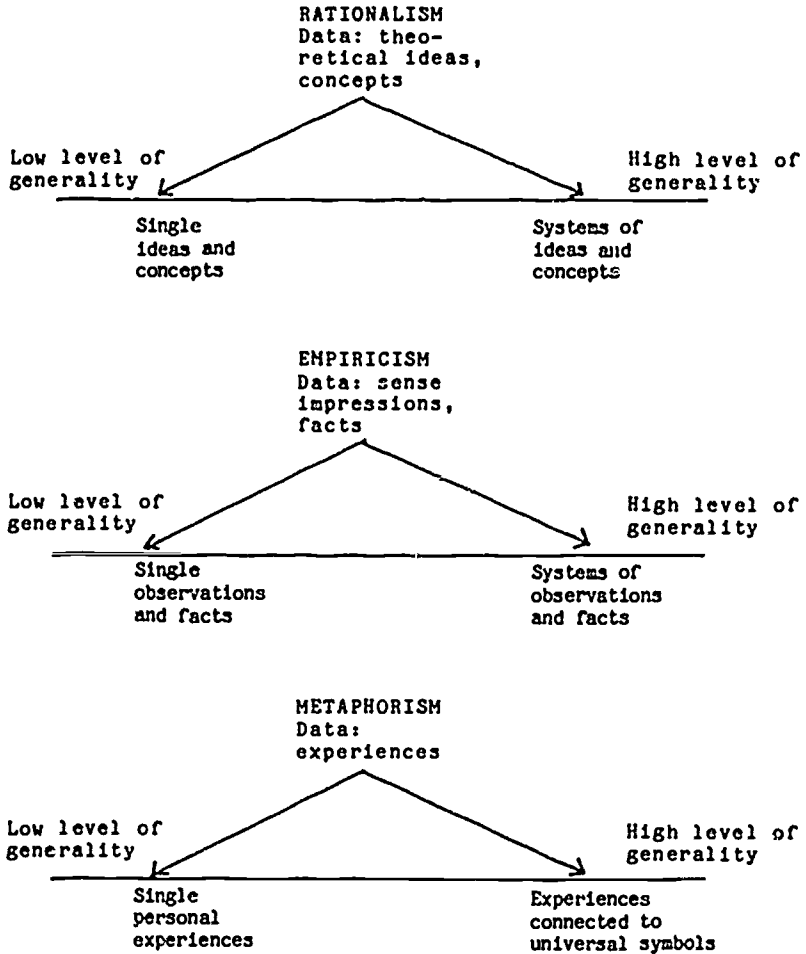 RATIONALISM
Data: theo-
retical ideas,
concepts
Low level of
generality
High level of
generality
Single
ideas and
concepts
Systems of
ideas and
concepts
EMPIRICISM
Data: sense
impressions,
facts
Low level of
generality
High level of
generality
Single
observations
and facts
Systems of
observations
and facts
METAPHORISM
Data:
experiences
Low level of
generality
High level of
generality
Single
personal
experiences
Experiences
connected to
universal symbols